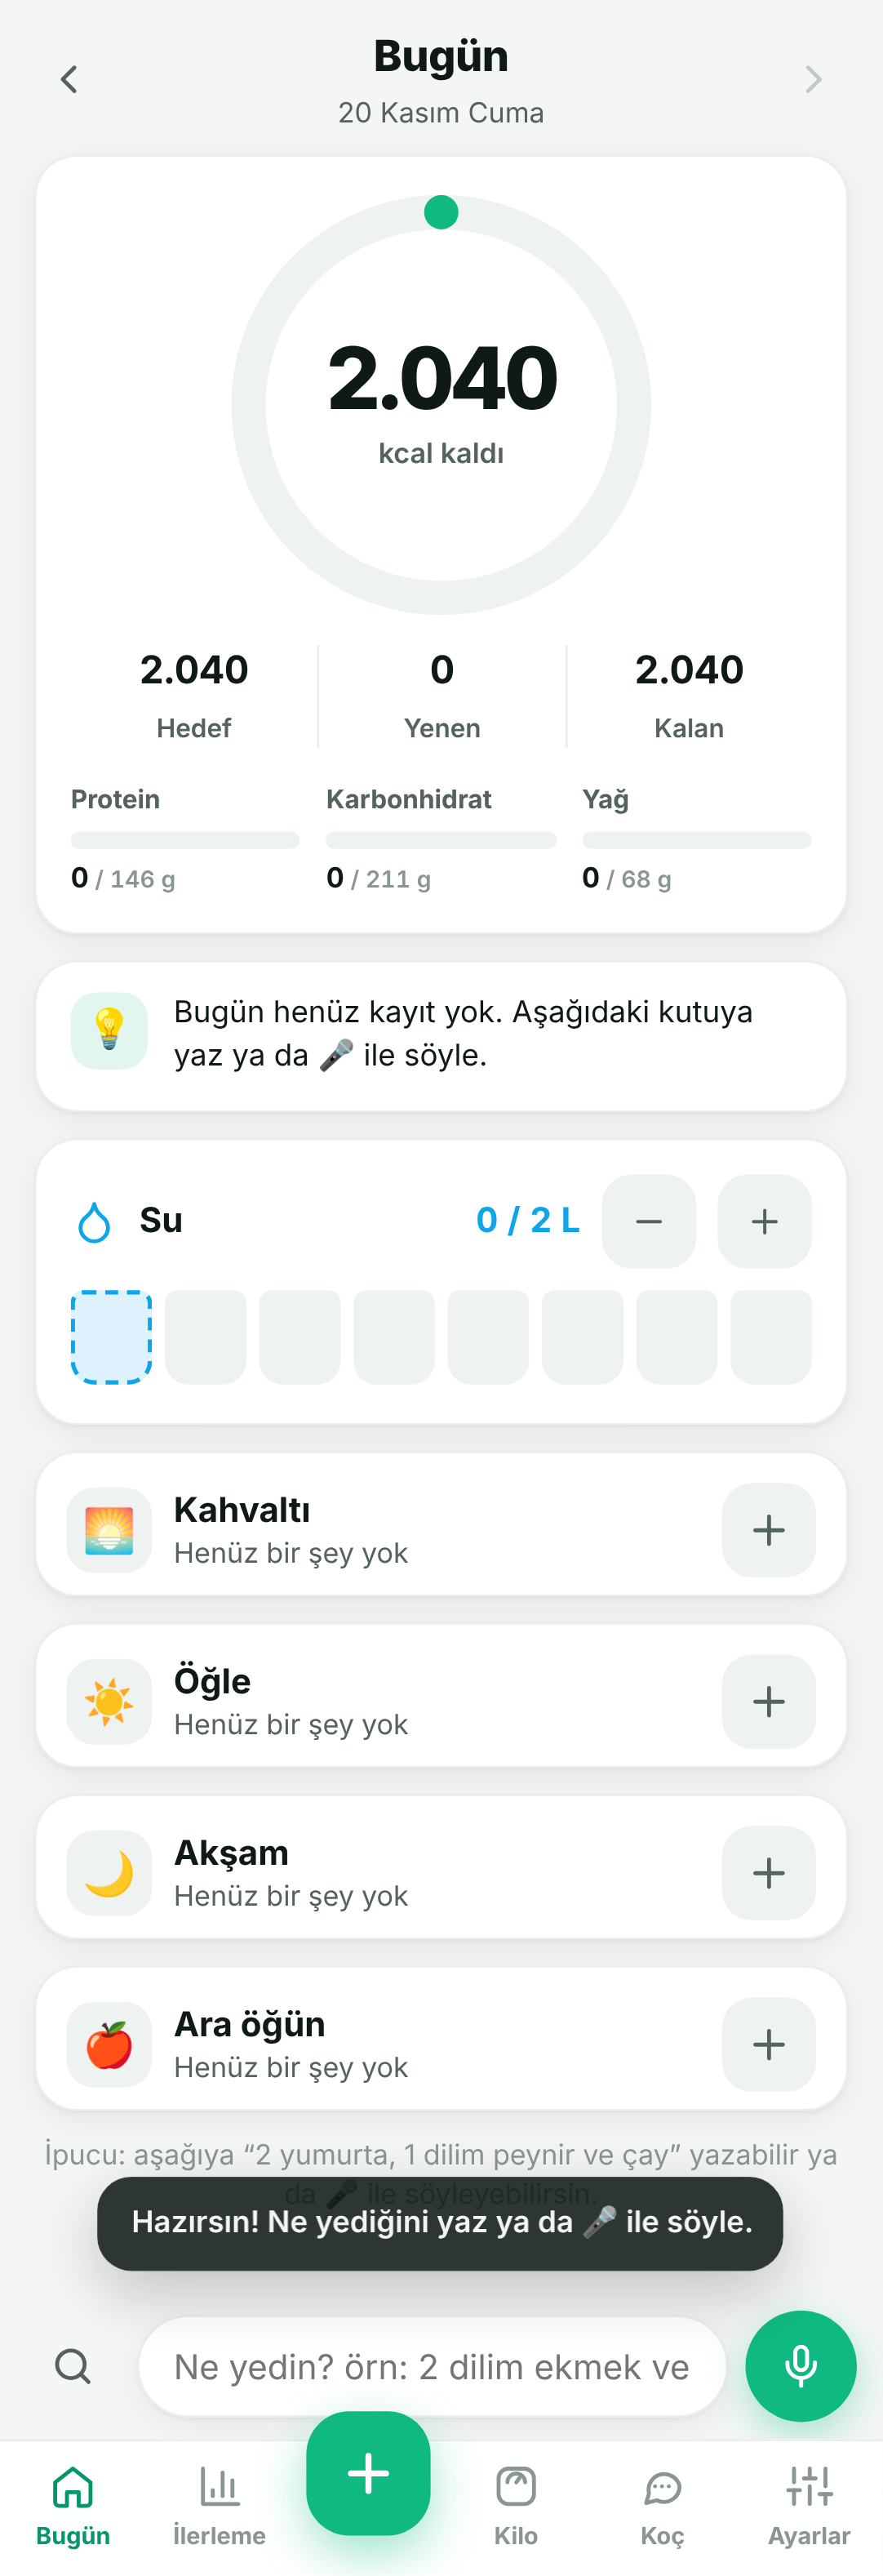 Bugün
20 Kasım Cuma
2.040
kcal kaldı
2.040
Hedef
0
Yenen
2.040
Kalan
Protein
0 / 146 g
Karbonhidrat
0 / 211 g
Yağ
0 / 68 g
Bugün henüz kayıt yok. Aşağıdaki kutuya
yaz ya da 🎤 ile söyle.
Su
0 / 2 L
Kahvaltı
Henüz bir şey yok
Öğle
Henüz bir şey yok
Akşam
Henüz bir şey yok
Ara öğün
Henüz bir şey yok
İpucu: aşağıya “2 yumurta, 1 dilim peynir ve çay” yazabilir ya
da 🎤 ile söyleyebilirsin.
Hazırsın! Ne yediğini yaz ya da 🎤 ile söyle.
Ne yedin? örn: 2 dilim ekmek ve
Bugün
İlerleme
Kilo
Koç
Ayarlar